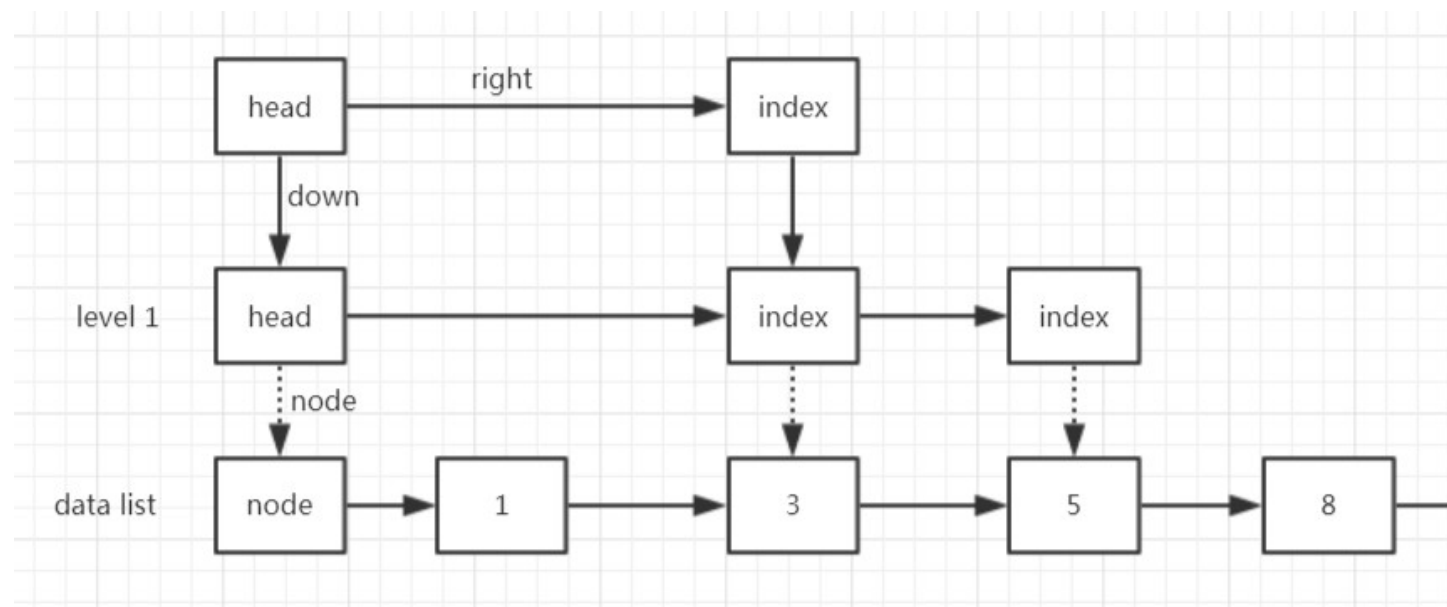 right
head
index
down
level 1
head
index
index
node
data list
node
1
3
5
8